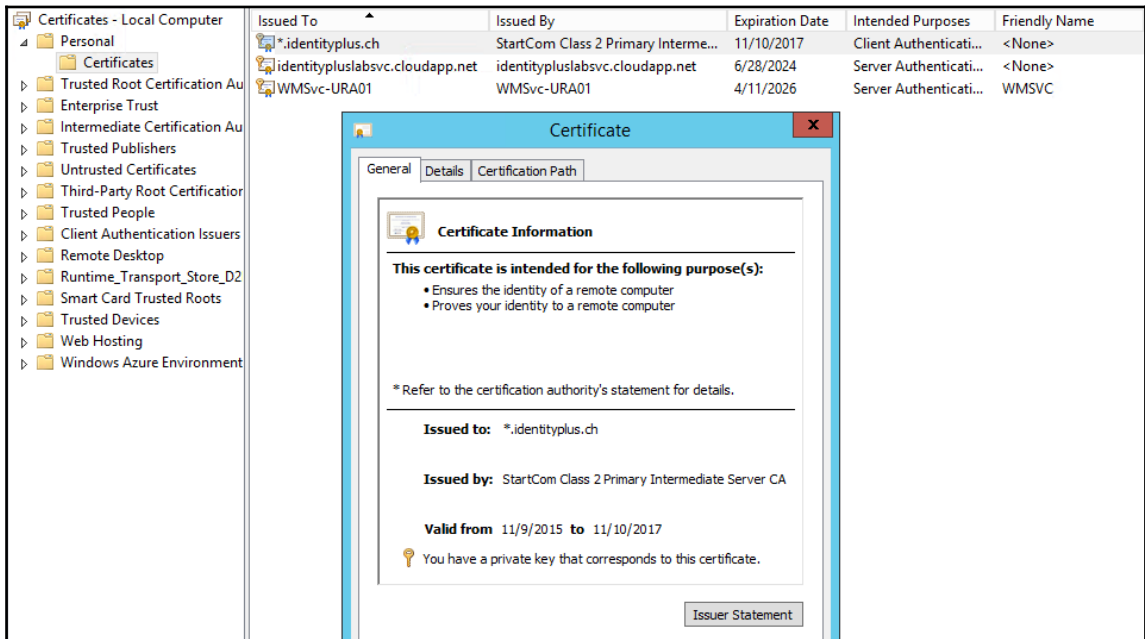 Certificates - Local Computer
Personal
Certificates
Trusted Root Certification Au
Enterprise Trust
Intermediate Certification Au
Trusted Publishers
Untrusted Certificates
Third-Party Root Certification
Trusted People
Client Authentication Issuers
Remote Desktop
Runtime_Transport_Store_D2
Smart Card Trusted Roots
Trusted Devices
Web Hosting
Windows Azure Environment
Issued To Issued By Expiration Date Intended Purposes Friendly Name
*.identityplus.ch StartCom Class 2 Primary Interme... 11/10/2017 Client Authenticati... <None>
identitypluslabsvc.cloudapp.net identitypluslabsvc.cloudapp.net 6/28/2024 Server Authenticati... <None>
WMSvc-URA01 WMSvc-URA01 4/11/2026 Server Authenticati... WMSVC
Certificate x
General Details Certification Path
Certificate Information
This certificate is intended for the following purpose(s):
• Ensures the identity of a remote computer
• Proves your identity to a remote computer
* Refer to the certification authority's statement for details.
Issued to: *.identityplus.ch
Issued by: StartCom Class 2 Primary Intermediate Server CA
Valid from 11/9/2015 to 11/10/2017
You have a private key that corresponds to this certificate.
Issuer Statement